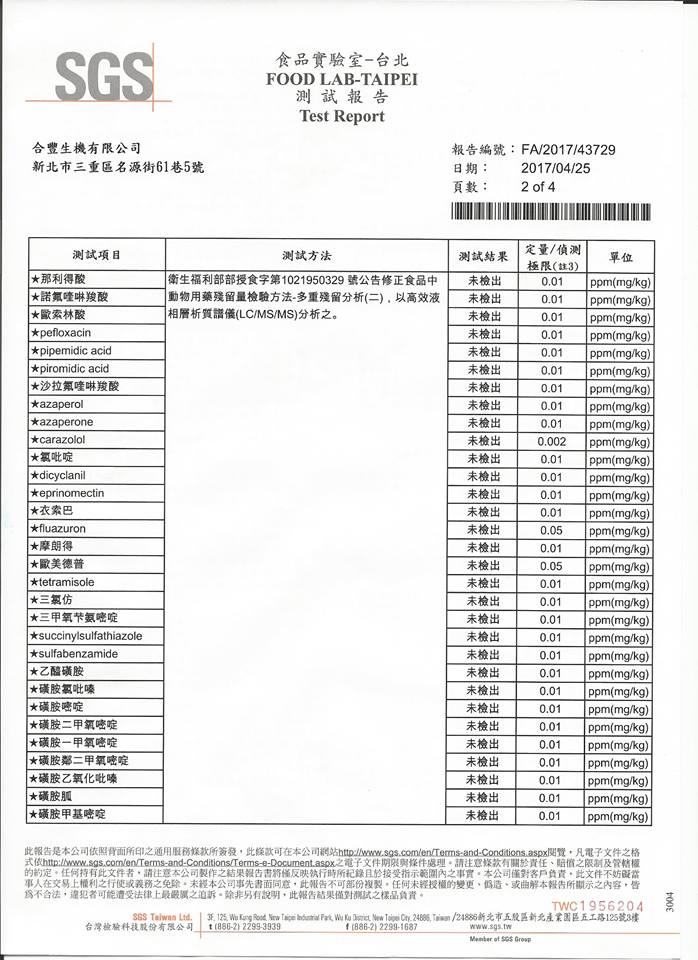 SGS
食品實驗室-台北
FOOD LAB-TAIPEI
測試報告
Test Report
合豐生機有限公司
新北市三重區名源街61巷5號
報告編號： FA/2017/43729
日期： 2017/04/25
頁數： 2 of 4
測試項目 測試方法 測試結果 定量/偵測極限(註3) 單位
★那利得酸 衛生福利部部授食字第1021950329 號公告修正食品中 未檢出 0.01 ppm(mg/kg)
★諾氟喹啉羧酸 動物用藥殘留量檢驗方法-多重殘留分析(二)，以高效液 未檢出 0.01 ppm(mg/kg)
★歐索林酸 相層析質譜儀(LC/MS/MS)分析之。 未檢出 0.01 ppm(mg/kg)
★pefloxacin 未檢出 0.01 ppm(mg/kg)
★pipemidic acid 未檢出 0.01 ppm(mg/kg)
★piromidic acid 未檢出 0.01 ppm(mg/kg)
★沙拉氟喹啉羧酸 未檢出 0.01 ppm(mg/kg)
★azaperol 未檢出 0.01 ppm(mg/kg)
★azaperone 未檢出 0.01 ppm(mg/kg)
★carazolol 未檢出 0.002 ppm(mg/kg)
★氯吡啶 未檢出 0.01 ppm(mg/kg)
★dicyclanil 未檢出 0.01 ppm(mg/kg)
★eprinomectin 未檢出 0.01 ppm(mg/kg)
★衣索巴 未檢出 0.01 ppm(mg/kg)
★fluazuron 未檢出 0.05 ppm(mg/kg)
★摩朗得 未檢出 0.01 ppm(mg/kg)
★歐美德普 未檢出 0.05 ppm(mg/kg)
★tetramisole 未檢出 0.01 ppm(mg/kg)
★三氯仿 未檢出 0.01 ppm(mg/kg)
★三甲氧苄氨嘧啶 未檢出 0.01 ppm(mg/kg)
★succinylsulfathiazole 未檢出 0.01 ppm(mg/kg)
★sulfabenzamide 未檢出 0.01 ppm(mg/kg)
★乙醯磺胺 未檢出 0.01 ppm(mg/kg)
★磺胺氯吡嗪 未檢出 0.01 ppm(mg/kg)
★磺胺嘧啶 未檢出 0.01 ppm(mg/kg)
★磺胺二甲氧嘧啶 未檢出 0.01 ppm(mg/kg)
★磺胺一甲氧嘧啶 未檢出 0.01 ppm(mg/kg)
★磺胺鄰二甲氧嘧啶 未檢出 0.01 ppm(mg/kg)
★磺胺乙氧化吡嗪 未檢出 0.01 ppm(mg/kg)
★磺胺胍 未檢出 0.01 ppm(mg/kg)
★磺胺甲基嘧啶 未檢出 0.01 ppm(mg/kg)
此報告是本公司依照背面所印之通用服務條款所簽發，此條款可在本公司網站http://www.sgs.com/en/Terms-and-Conditions.aspx閱覽，凡電子文件之格
式依http://www.sgs.com/en/Terms-and-Conditions/Terms-e-Document.aspx之電子文件期限與條件處理。請注意條款有關於責任、賠償之限制及管轄權
的約定。任何持有此文件者，請注意本公司製作之結果報告書將僅反映執行時所紀錄且於接受指示範圍內之事實。本公司僅對客戶負責，此文件不妨礙當
事人在交易上權利之行使或義務之免除。未經本公司事先書面同意，此報告不可部份複製。任何未經授權的變更、偽造、或曲解本報告所顯示之內容，皆
為不合法，違犯者可能遭受法律上最嚴厲之追訴。除非另有說明，此報告結果僅對測試之樣品負責。
TWC1956204
3004
SGS Taiwan Ltd. 3F, 125, Wu Kung Road, New Taipei Industrial Park, Wu Ku District, New Taipei City, 24886, Taiwan /24886新北市五股區新北產業園區五工路125號3樓
台灣檢驗科技股份有限公司 t (886-2) 2299-3939 f (886-2) 2299-1687 www.sgs.tw
Member of SGS Group